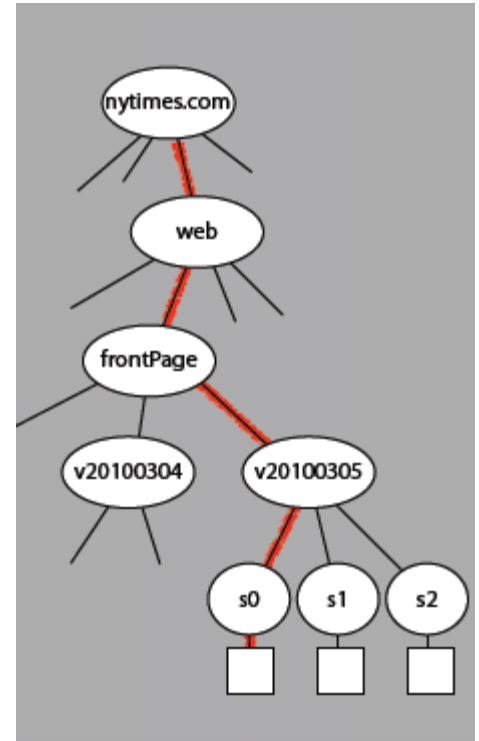 nytimes.com
web
frontPage
v20100304
v20100305
s0
s1
s2